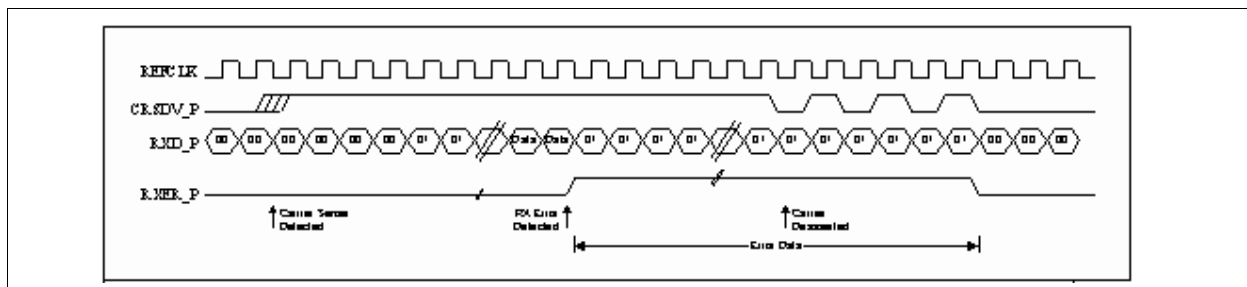 REFCLK
CRSDV_P
RXD_P 00 00 00 00 00 00 01 01 Data Data 01 01 01 01 01 01 01 01 01 01 01 00 00 00
RXER_P
Carrier Sense
Detected
RX Error
Detected
Carrier
Deasserted
Error Data